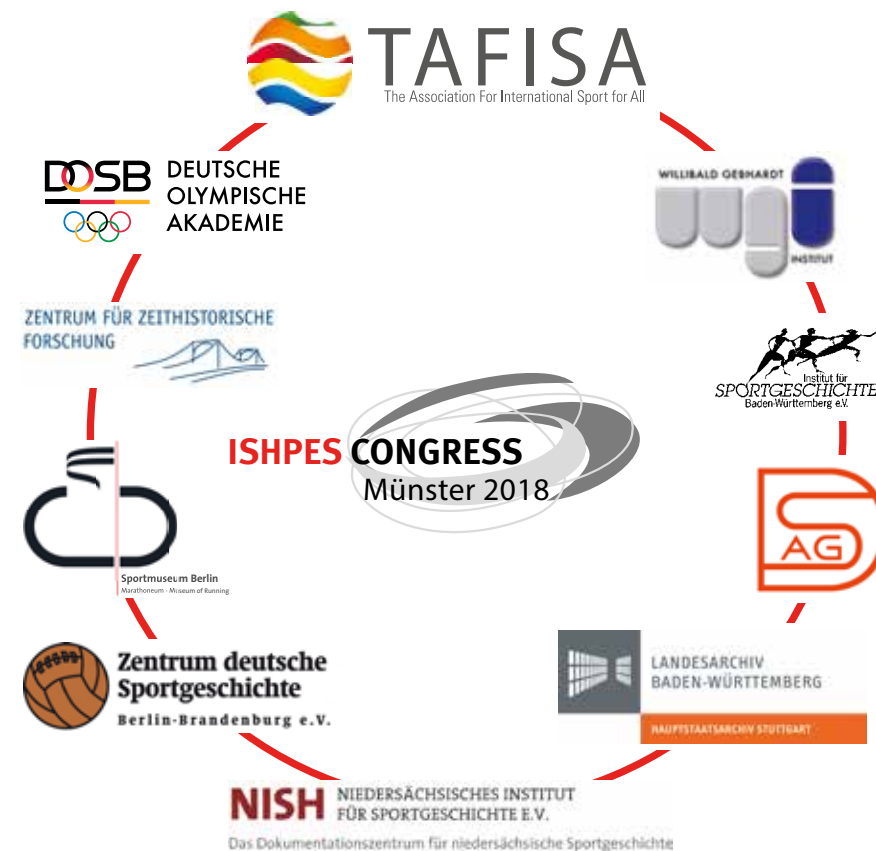 TAFISA
The Association For International Sport for All
DOSB
DEUTSCHE
OLYMPISCHE
AKADEMIE
WILLIBALD GEBHARDT
wgi
INSTITUT
ZENTRUM FÜR ZEITHISTORISCHE
FORSCHUNG
Institut für
SPORTGESCHICHTE
Baden-Württemberg e.V.
ISHPES CONGRESS
Münster 2018
Sportmuseum Berlin
Marathoneum - Museum of Running
DAGS
Zentrum deutsche
Sportgeschichte
Berlin-Brandenburg e.V.
LANDESARCHIV
BADEN-WÜRTTEMBERG
HAUPTSTAATSARCHIV STUTTGART
NISH
NIEDERSÄCHSISCHES INSTITUT
FÜR SPORTGESCHICHTE E.V.
Das Dokumentationszentrum für niedersächsische Sportgeschichte